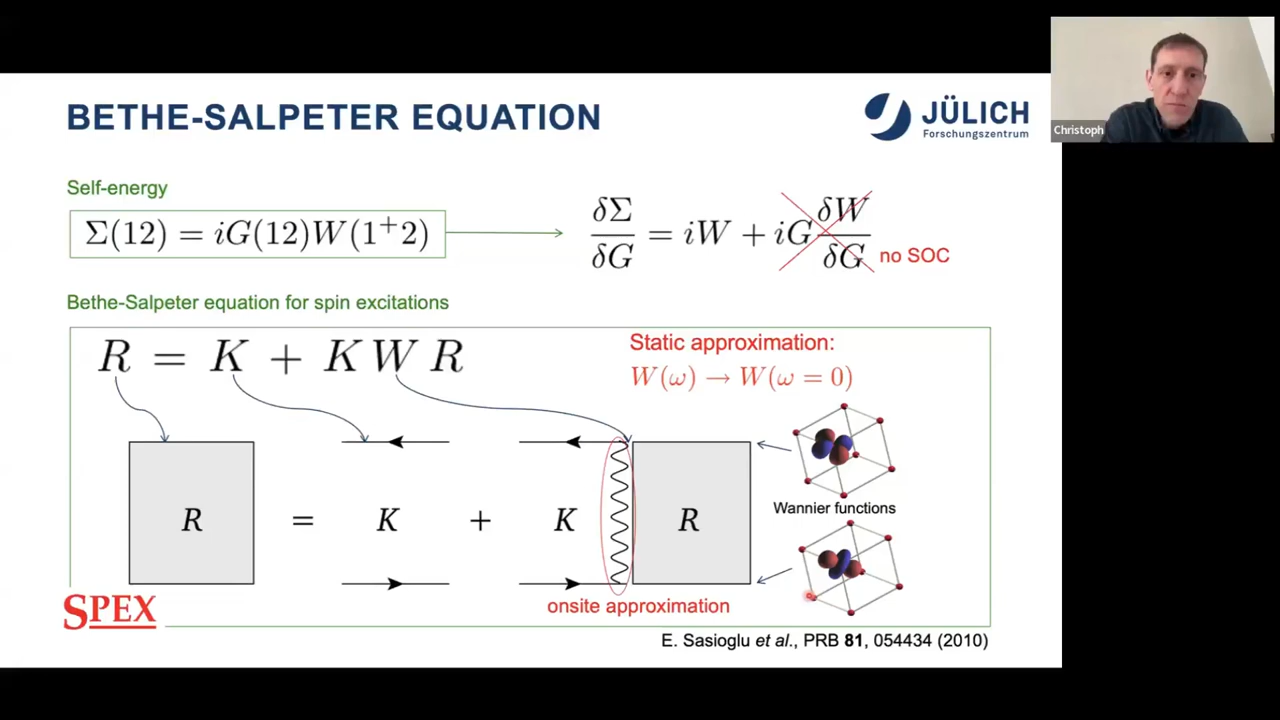 BETHE-SALPETER EQUATION
JÜLICH
Forschungszentrum
Christoph
Self-energy
Σ(12) = iG(12)W(1⁺2)
δΣ/δG = iW + iG δW/δG
no SOC
Bethe-Salpeter equation for spin excitations
R = K + KWR
Static approximation:
W(ω) → W(ω = 0)
R = K + K R
Wannier functions
onsite approximation
SPEX
E. Sasioglu et al., PRB 81, 054434 (2010)